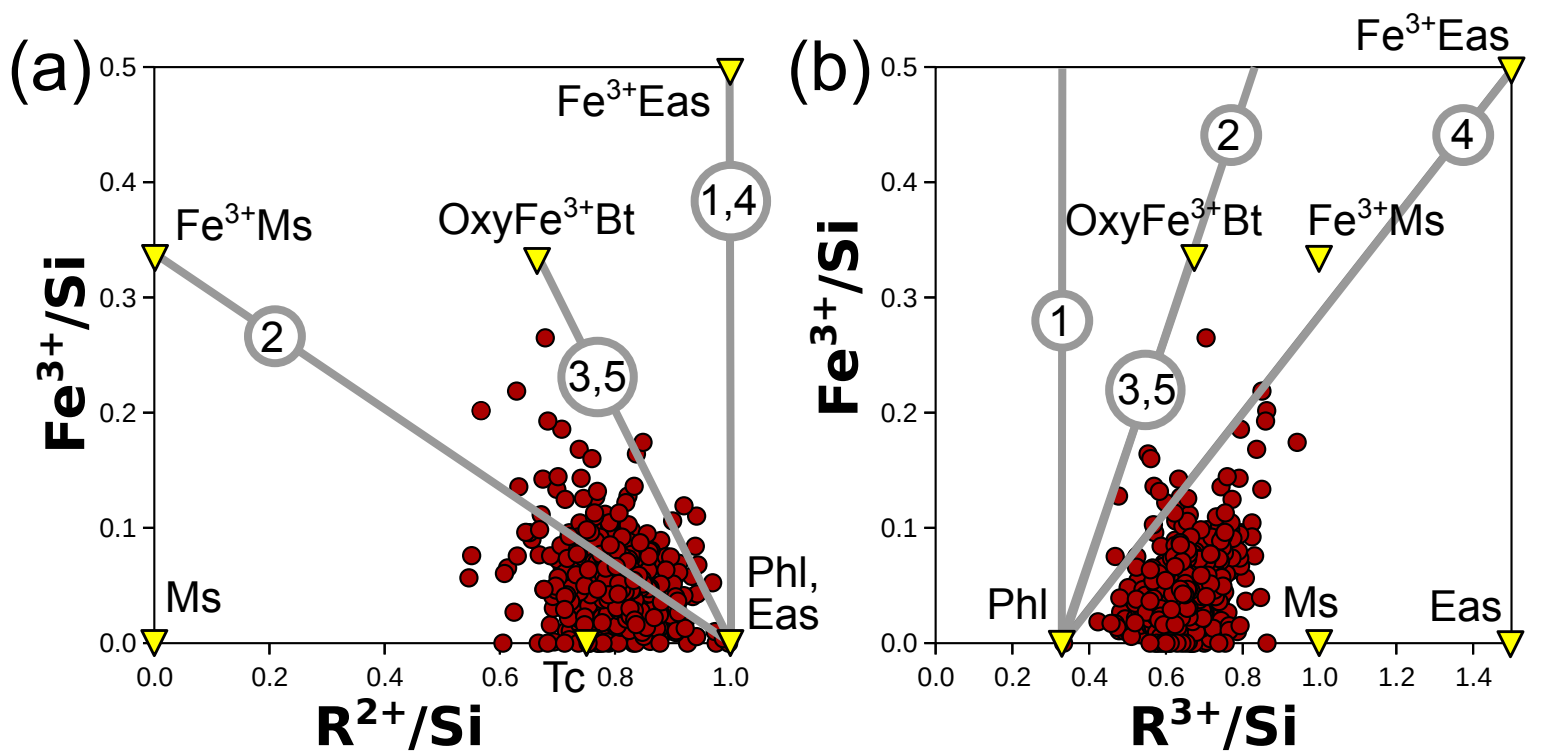 (a)
0.5
0.4
0.3
0.2
0.1
0.0
Fe³⁺/Si
Fe³⁺Eas
1,4
OxyFe³⁺Bt
Fe³⁺Ms
2
3,5
Ms
Phl,
Eas
Tc
0.0 0.2 0.4 0.6 0.8 1.0
R²⁺/Si
(b)
0.5
0.4
0.3
0.2
0.1
0.0
Fe³⁺/Si
Fe³⁺Eas
2
4
OxyFe³⁺Bt
Fe³⁺Ms
1
3,5
Phl
Ms
Eas
0.0 0.2 0.4 0.6 0.8 1.0 1.2 1.4
R³⁺/Si